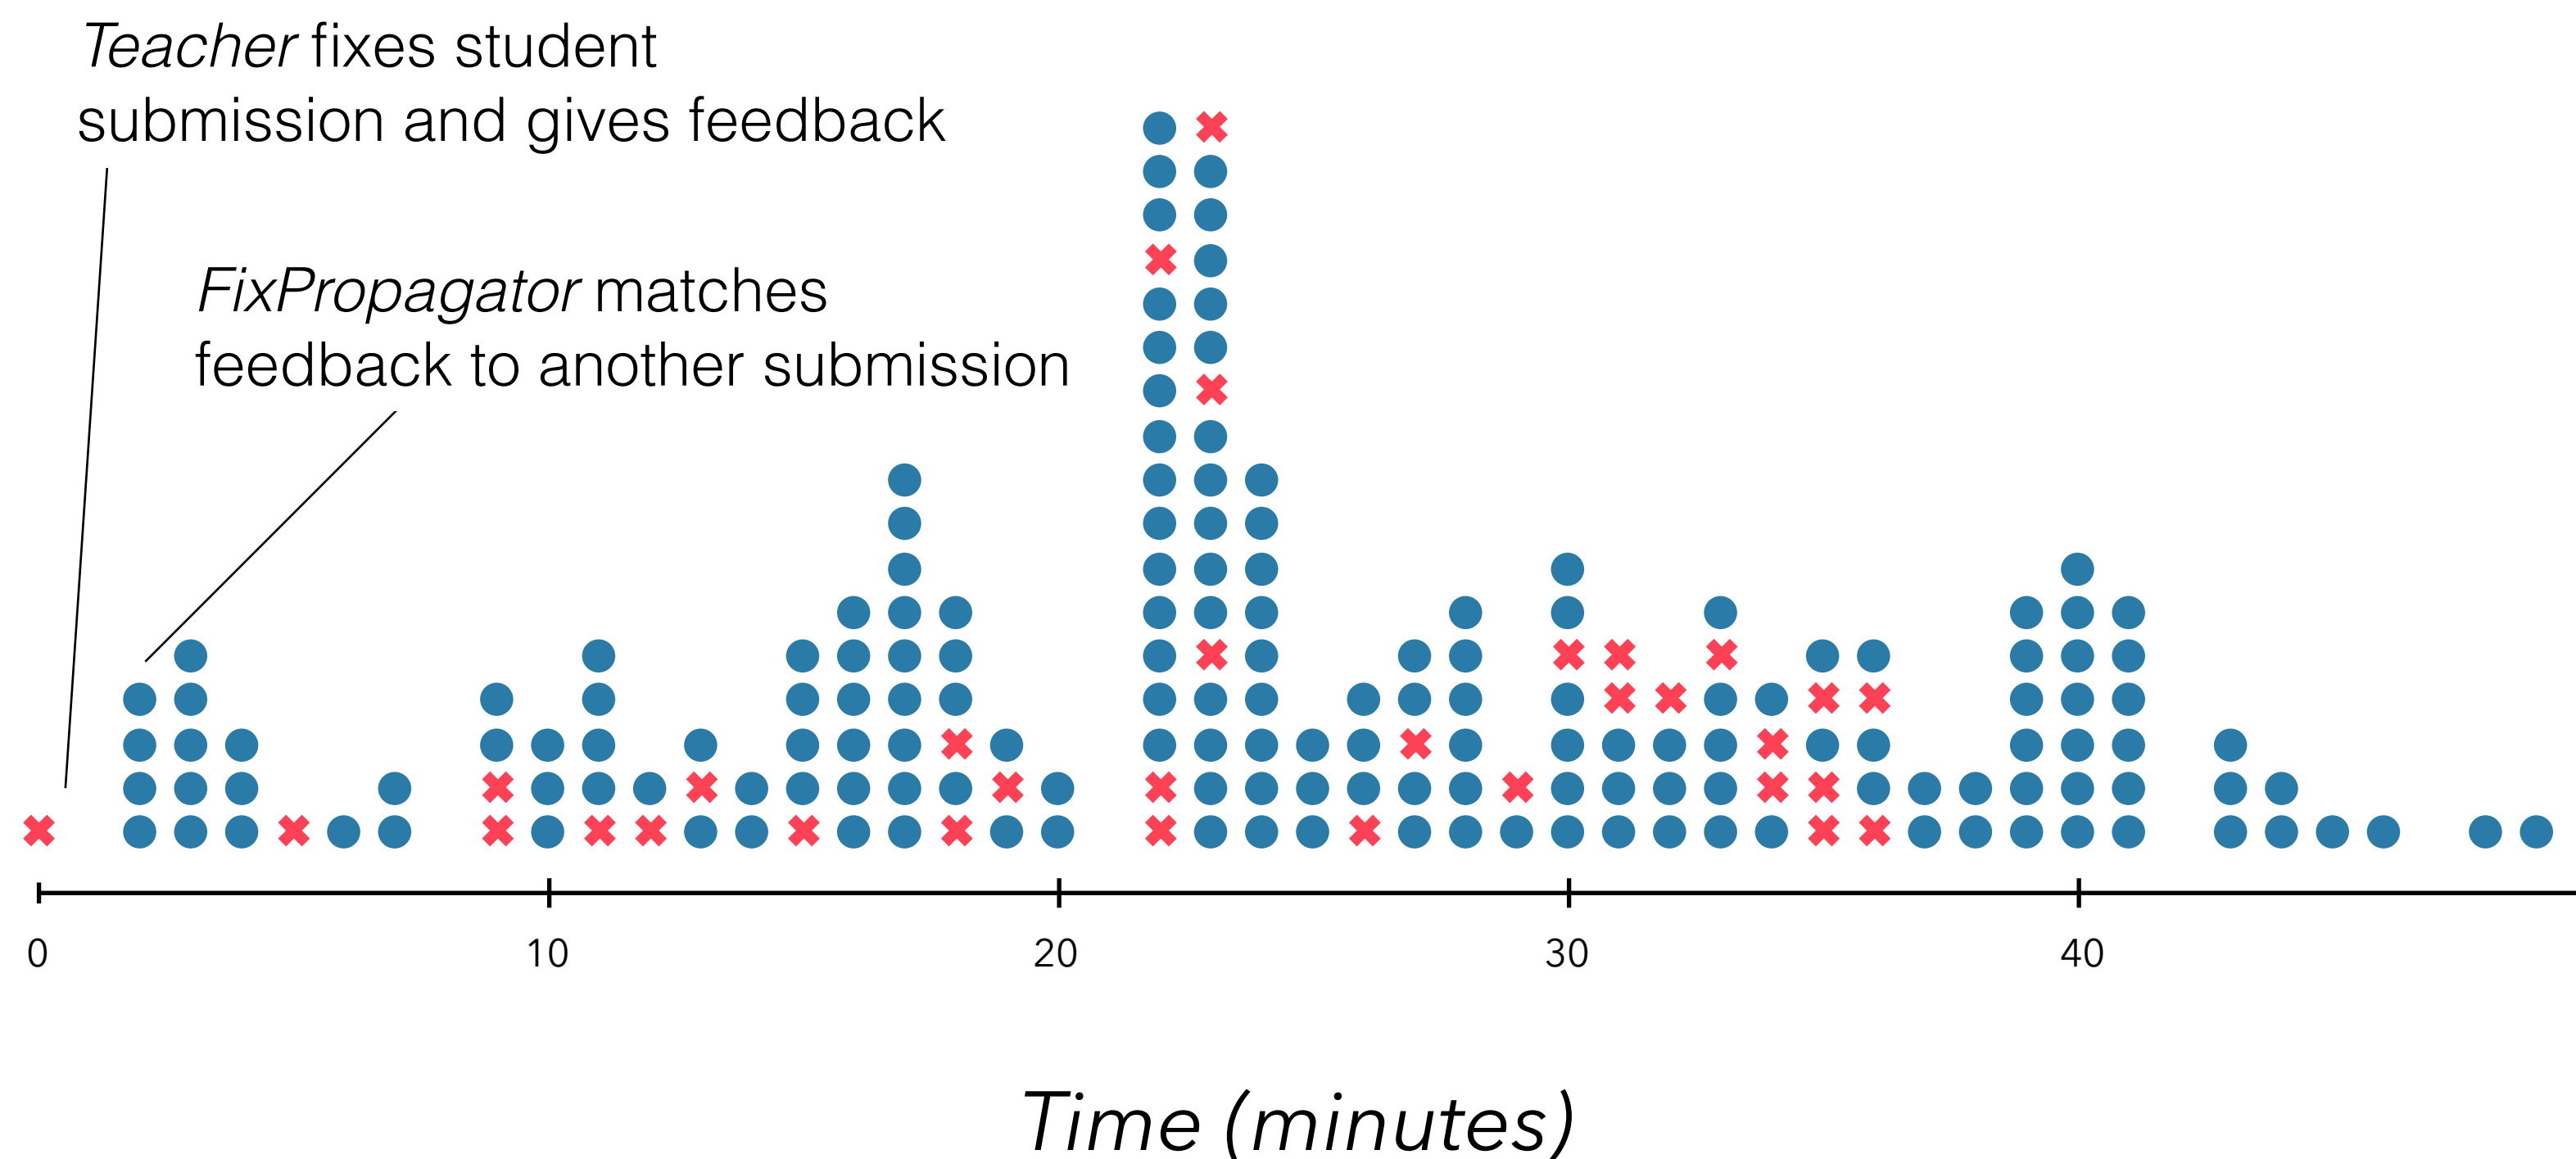 Teacher fixes student
submission and gives feedback
FixPropagator matches
feedback to another submission
0 10 20 30 40
Time (minutes)